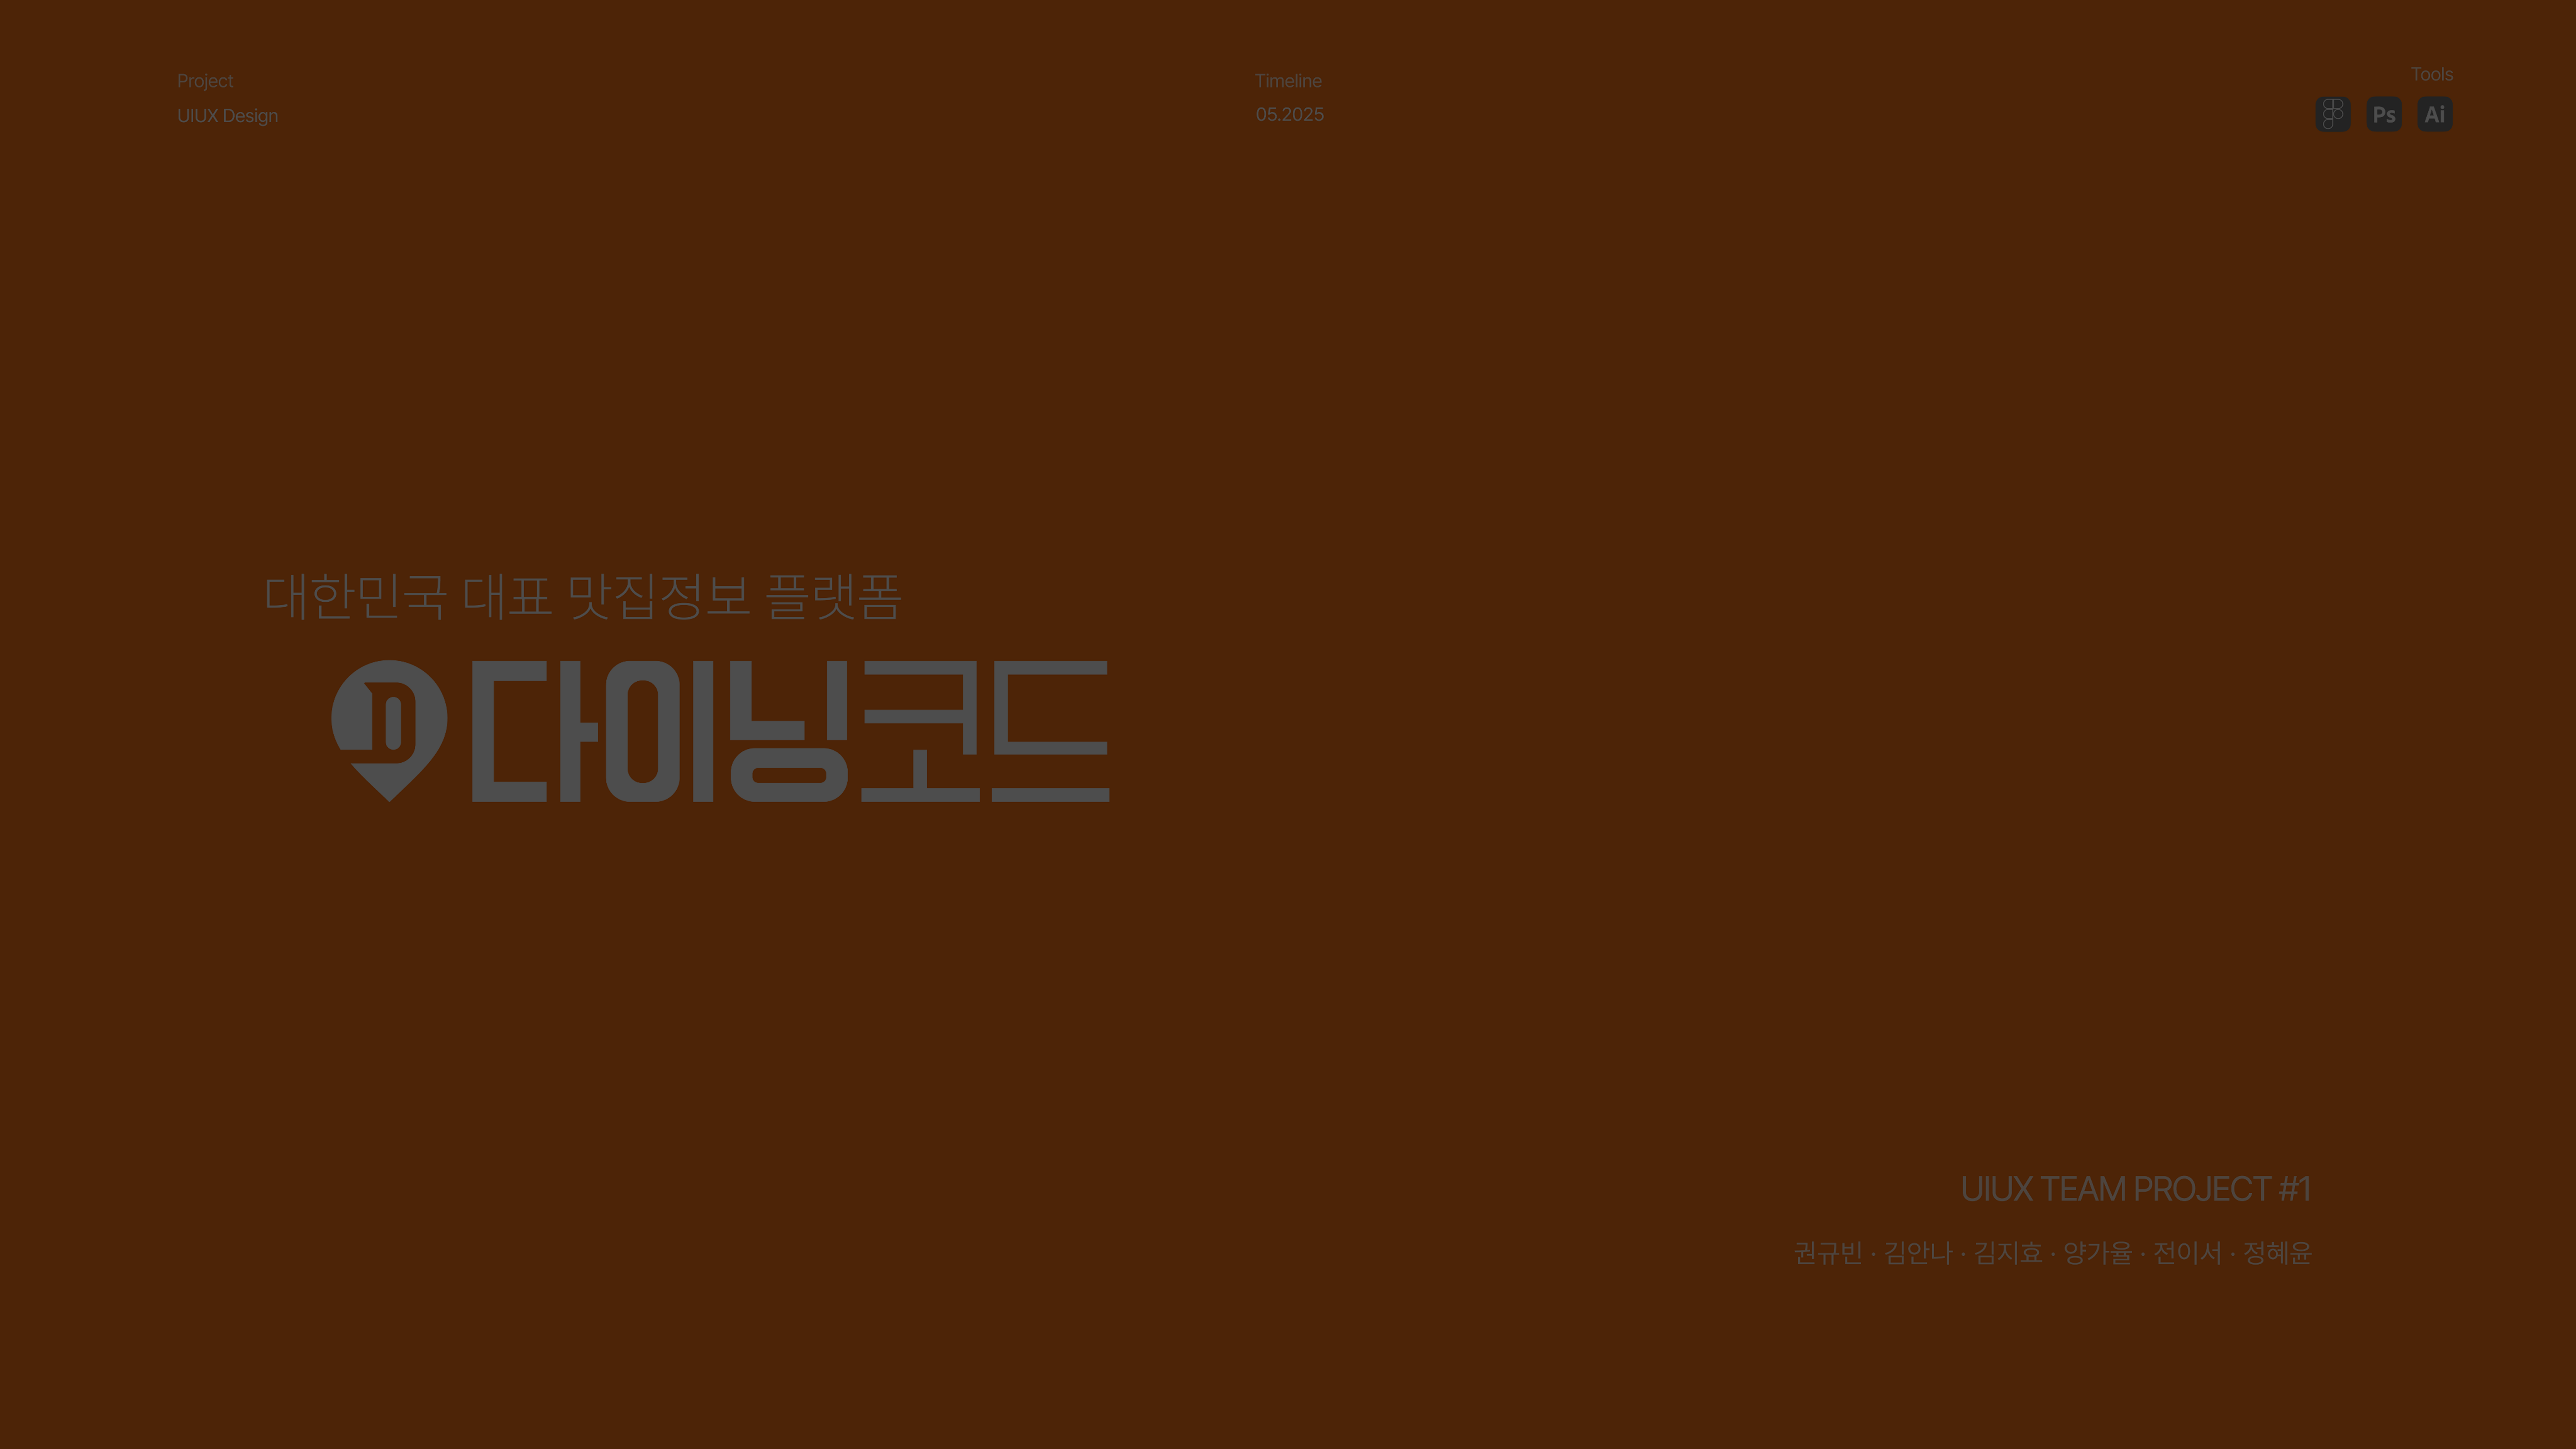 Project
UIUX Design
Timeline
05.2025
Tools
Ps
Ai
대한민국 대표 맛집정보 플랫폼
다이닝코드
UIUX TEAM PROJECT #1
권규빈 · 김안나 · 김지효 · 양가율 · 전이서 · 정혜윤